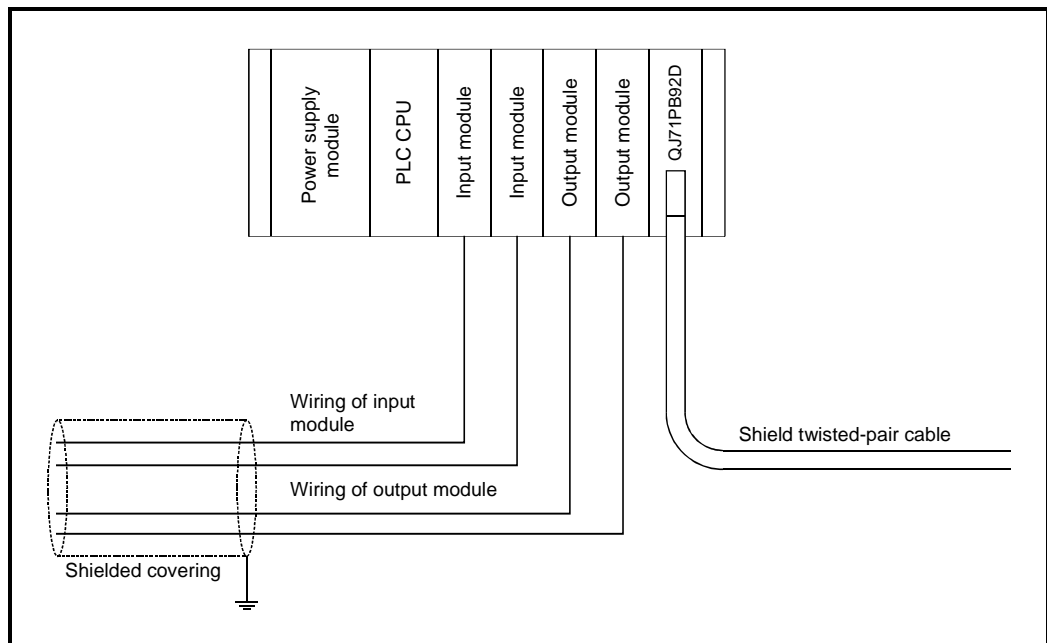 Power supply
module
PLC CPU
Input module
Input module
Output module
Output module
QJ71PB92D
Wiring of input
module
Shield twisted-pair cable
Wiring of output module
Shielded covering